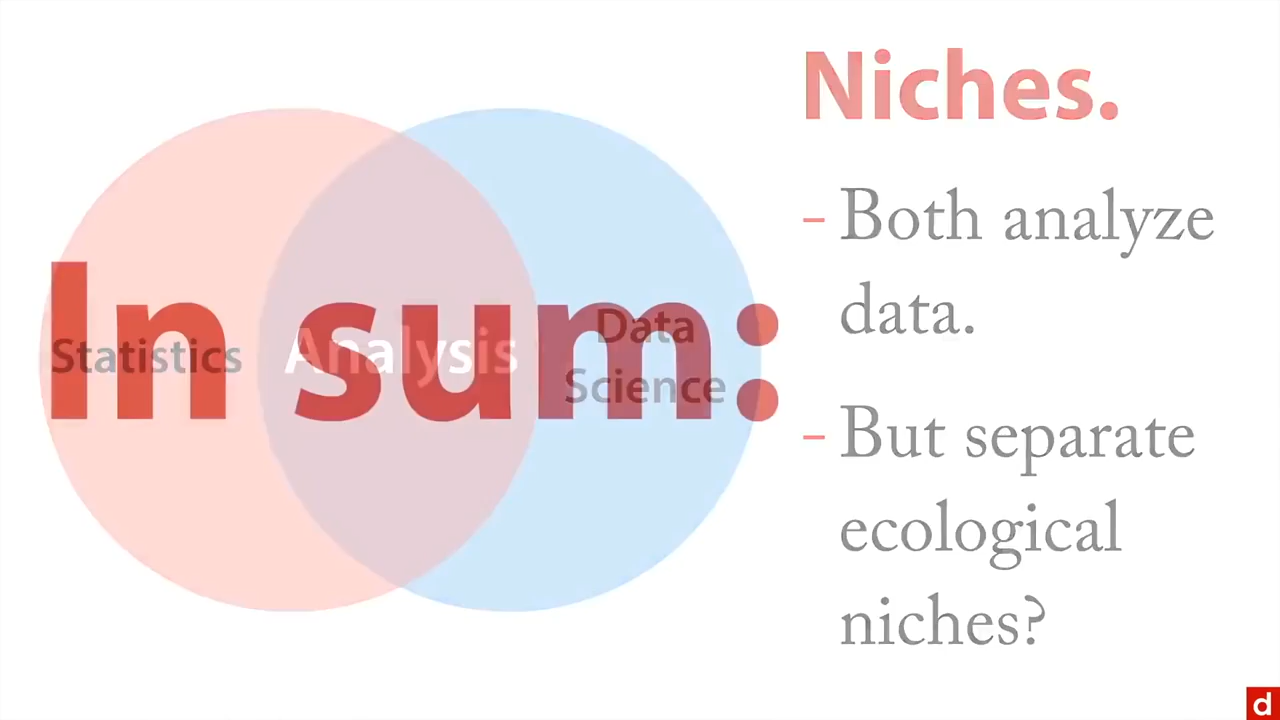 In sum:
Statistics
Analysis
Data
Science
Niches.
- Both analyze
data.
- But separate
ecological
niches?
d